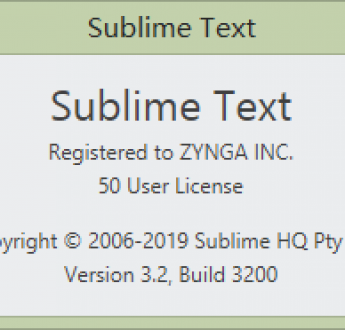 Sublime Text
Sublime Text
Registered to ZYNGA INC.
50 User License
pyright © 2006-2019 Sublime HQ Pty
Version 3.2, Build 3200